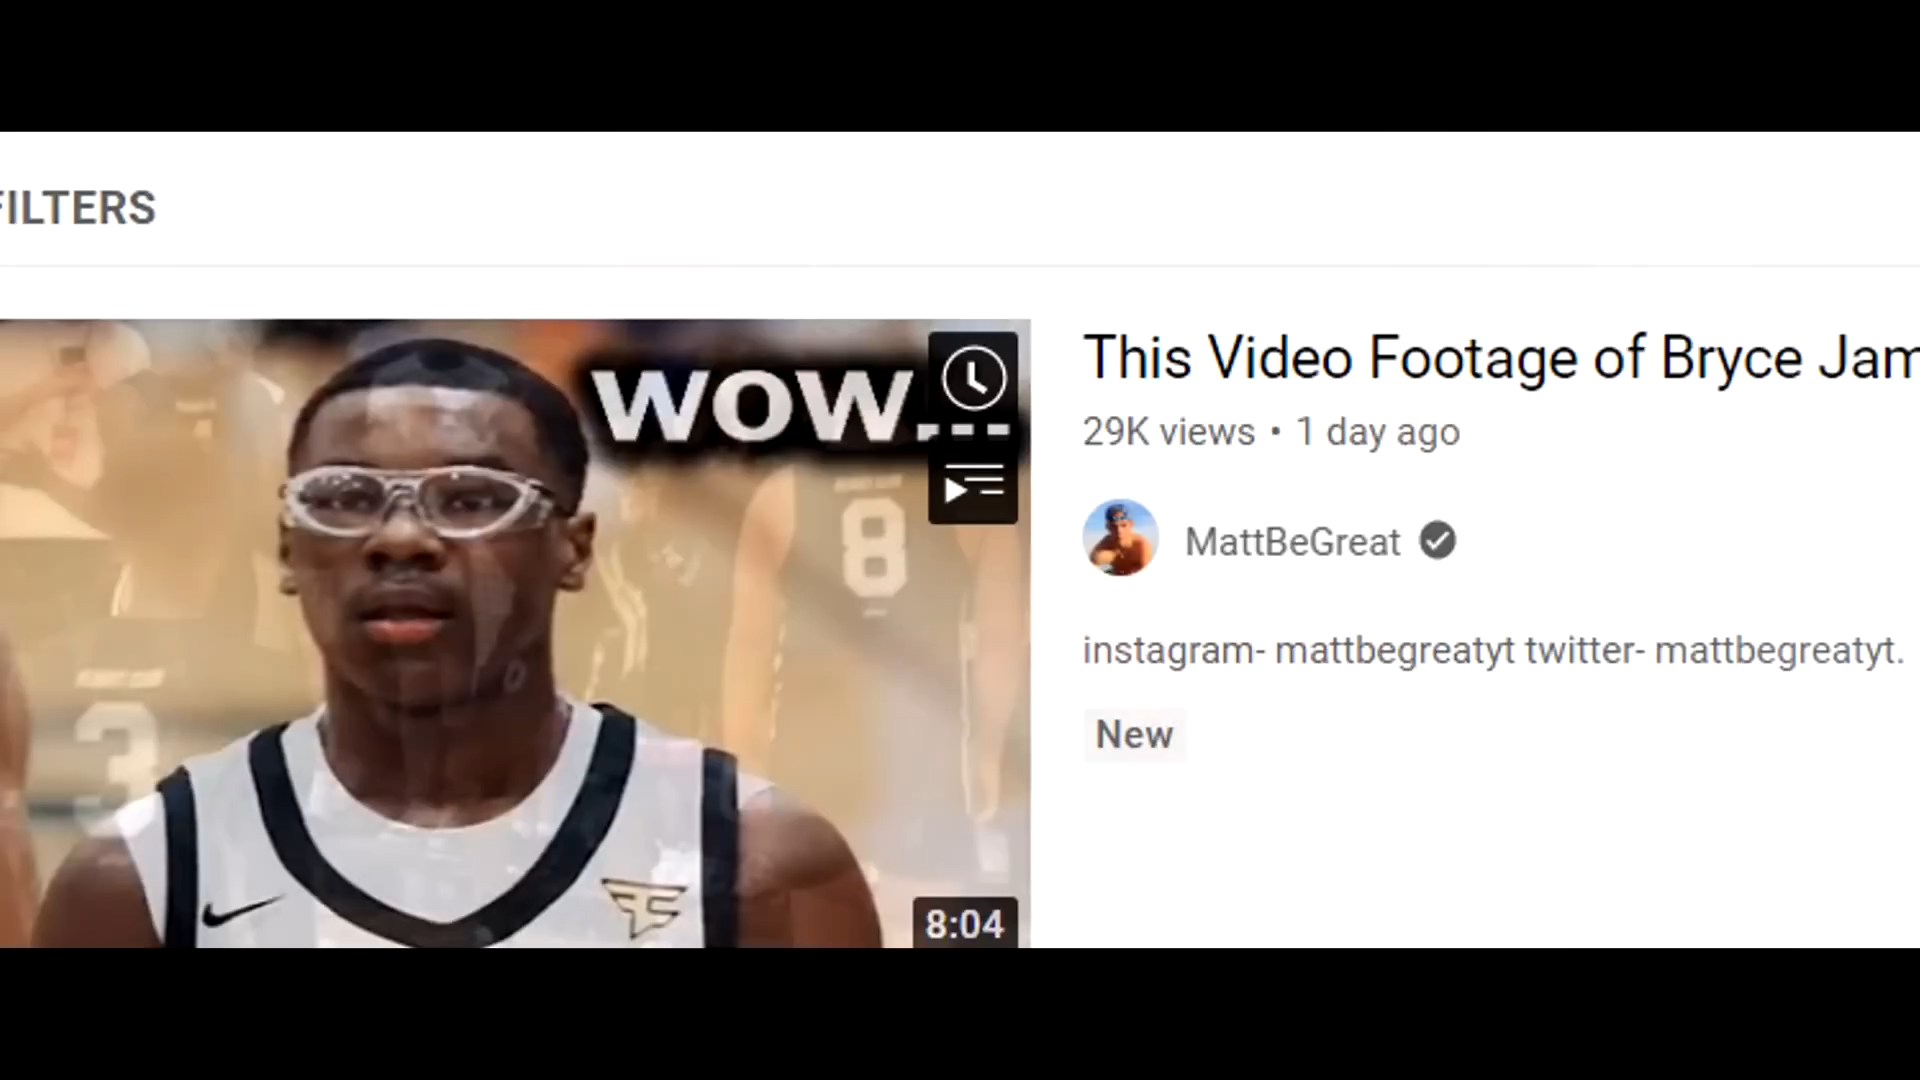 FILTERS
wow...
8
3
8:04
This Video Footage of Bryce Jam
29K views • 1 day ago
MattBeGreat
instagram- mattbegreatyt twitter- mattbegreatyt.
New